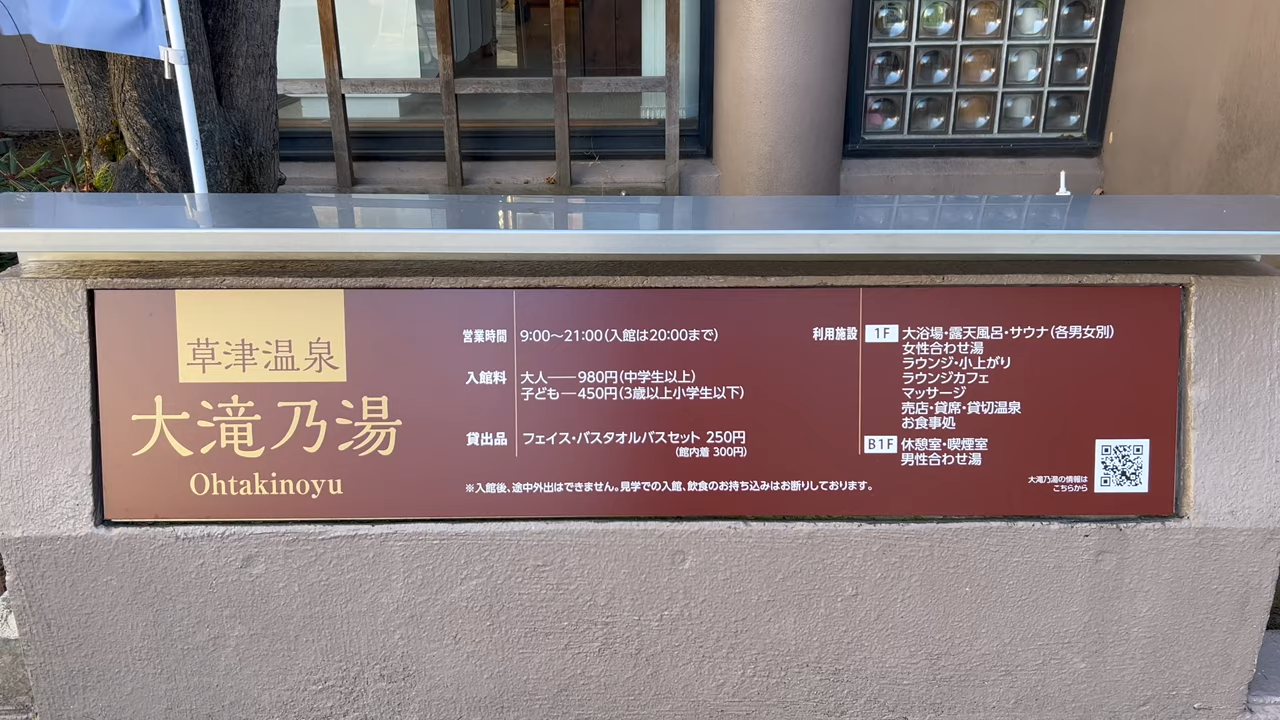 草津温泉
大滝乃湯
Ohtakinoyu
営業時間 9:00〜21:00(入館は20:00まで)
入館料 大人──980円(中学生以上)
子ども─450円(3歳以上小学生以下)
貸出品 フェイス・バスタオルバスセット 250円
(館内着 300円)
※入館後、途中外出はできません。見学での入館、飲食のお持ち込みはお断りしております。
利用施設 1F 大浴場・露天風呂・サウナ(各男女別)
女性合わせ湯
ラウンジ・小上がり
ラウンジカフェ
マッサージ
売店・貸席・貸切温泉
お食事処
B1F 休憩室・喫煙室
男性合わせ湯
大滝乃湯の情報は
こちらから